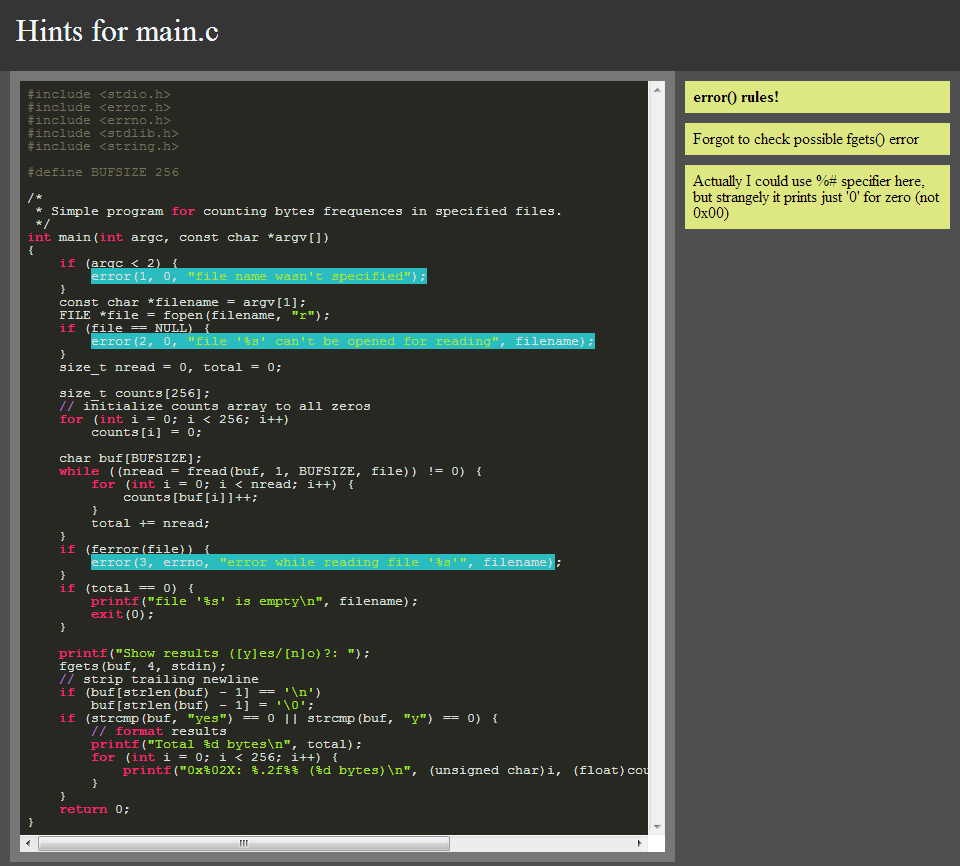 Hints for main.c
#include <stdio.h>
#include <error.h>
#include <errno.h>
#include <stdlib.h>
#include <string.h>
#define BUFSIZE 256
/*
 * Simple program for counting bytes frequences in specified files.
 */
int main(int argc, const char *argv[])
{
    if (argc < 2) {
        error(1, 0, "file name wasn't specified");
    }
    const char *filename = argv[1];
    FILE *file = fopen(filename, "r");
    if (file == NULL) {
        error(2, 0, "file '%s' can't be opened for reading", filename);
    }
    size_t nread = 0, total = 0;
    size_t counts[256];
    // initialize counts array to all zeros
    for (int i = 0; i < 256; i++)
        counts[i] = 0;
    char buf[BUFSIZE];
    while ((nread = fread(buf, 1, BUFSIZE, file)) != 0) {
        for (int i = 0; i < nread; i++) {
            counts[buf[i]]++;
        }
        total += nread;
    }
    if (ferror(file)) {
        error(3, errno, "error while reading file '%s'", filename);
    }
    if (total == 0) {
        printf("file '%s' is empty\n", filename);
        exit(0);
    }
    printf("Show results ([y]es/[n]o)?: ");
    fgets(buf, 4, stdin);
    // strip trailing newline
    if (buf[strlen(buf) - 1] == '\n')
        buf[strlen(buf) - 1] = '\0';
    if (strcmp(buf, "yes") == 0 || strcmp(buf, "y") == 0) {
        // format results
        printf("Total %d bytes\n", total);
        for (int i = 0; i < 256; i++) {
            printf("0x%02X: %.2f%% (%d bytes)\n", (unsigned char)i, (float)cou
        }
    }
    return 0;
}
error() rules!
Forgot to check possible fgets() error
Actually I could use %# specifier here,
but strangely it prints just '0' for zero (not
0x00)